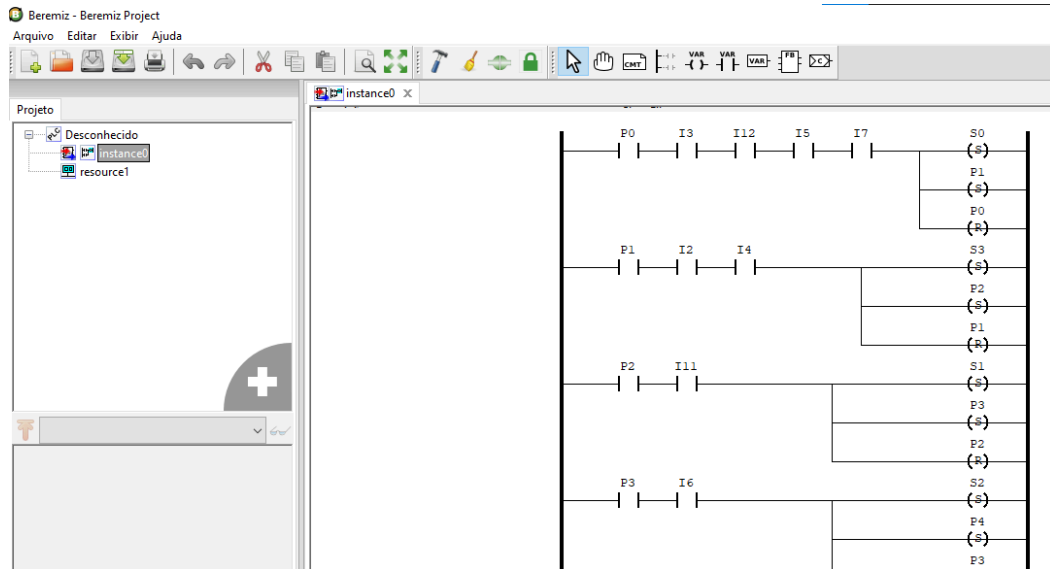 Beremiz - Beremiz Project
Arquivo Editar Exibir Ajuda
CMT VAR VAR VAR FB >C
instance0 X
Projeto
Desconhecido
instance0
resource1
P0 I3 I12 I5 I7 S0
(S)
P1
(S)
P0
(R)
P1 I2 I4 S3
(S)
P2
(S)
P1
(R)
P2 I11 S1
(S)
P3
(S)
P2
(R)
P3 I6 S2
(S)
P4
(S)
P3